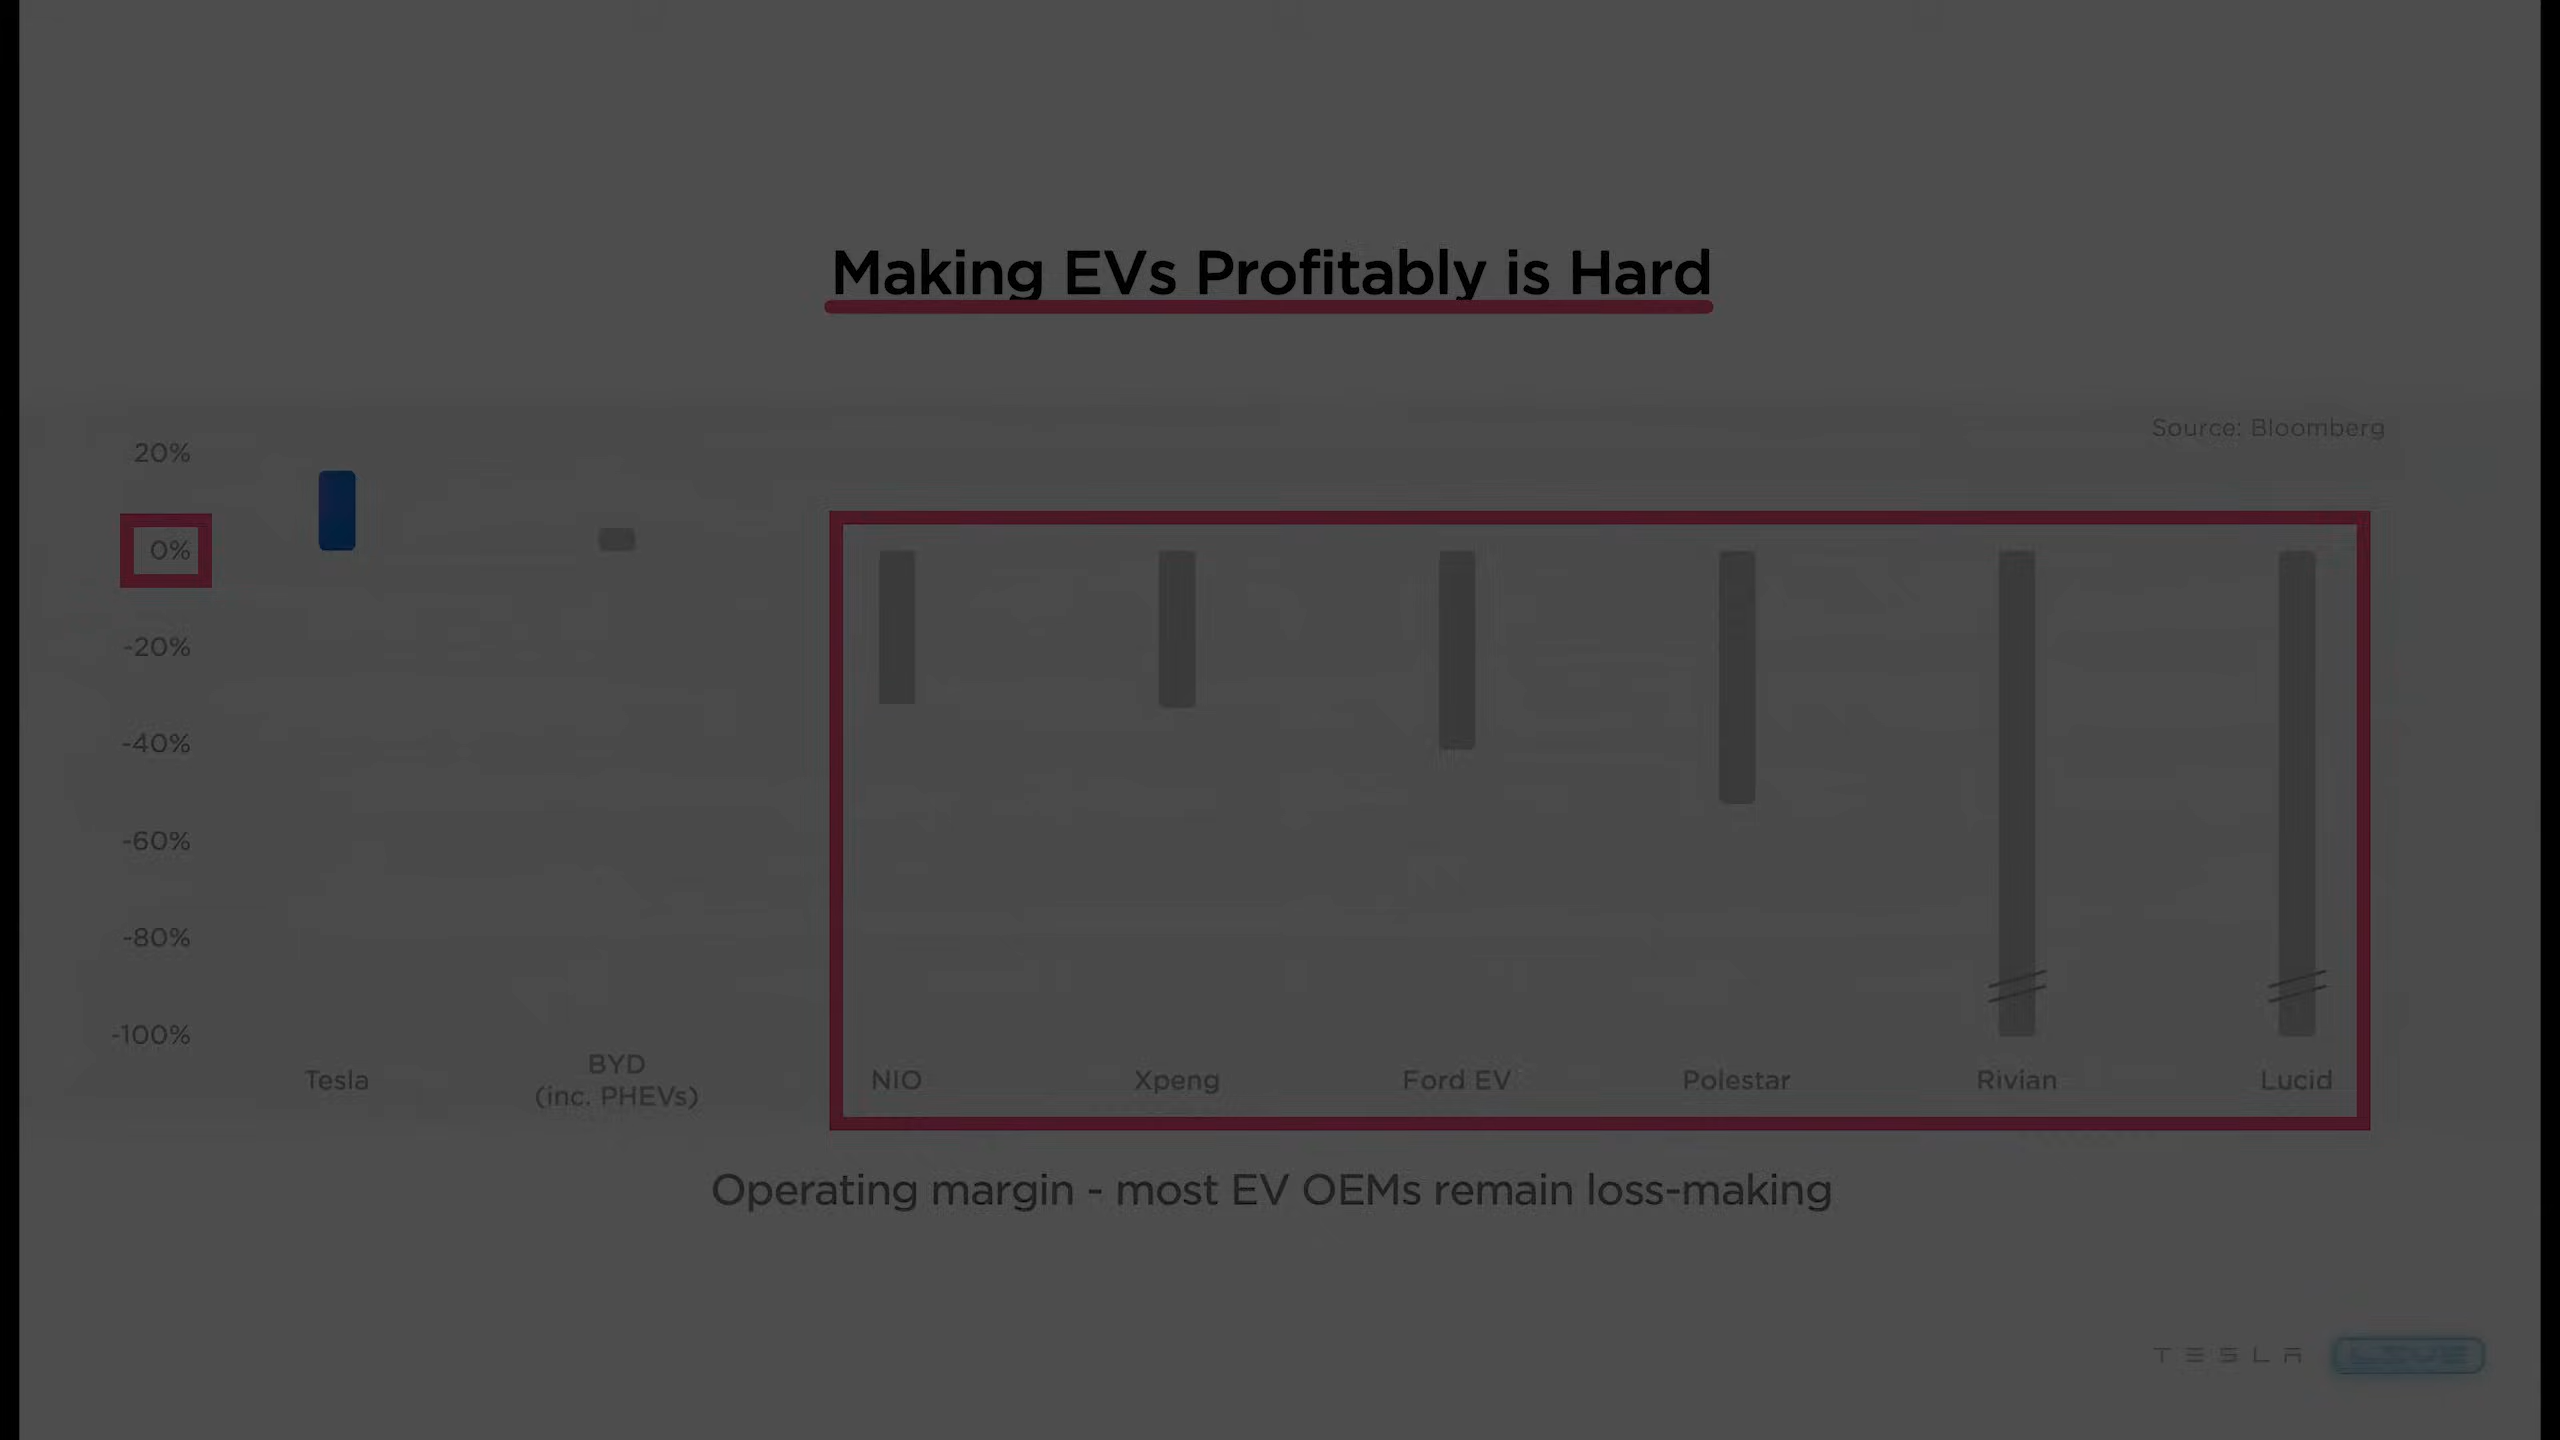 Making EVs Profitably is Hard
Source: Bloomberg
20%
0%
-20%
-40%
-60%
-80%
-100%
Tesla
BYD
(inc. PHEVs)
NIO
Xpeng
Ford EV
Polestar
Rivian
Lucid
Operating margin - most EV OEMs remain loss-making
TESLA
LIVE